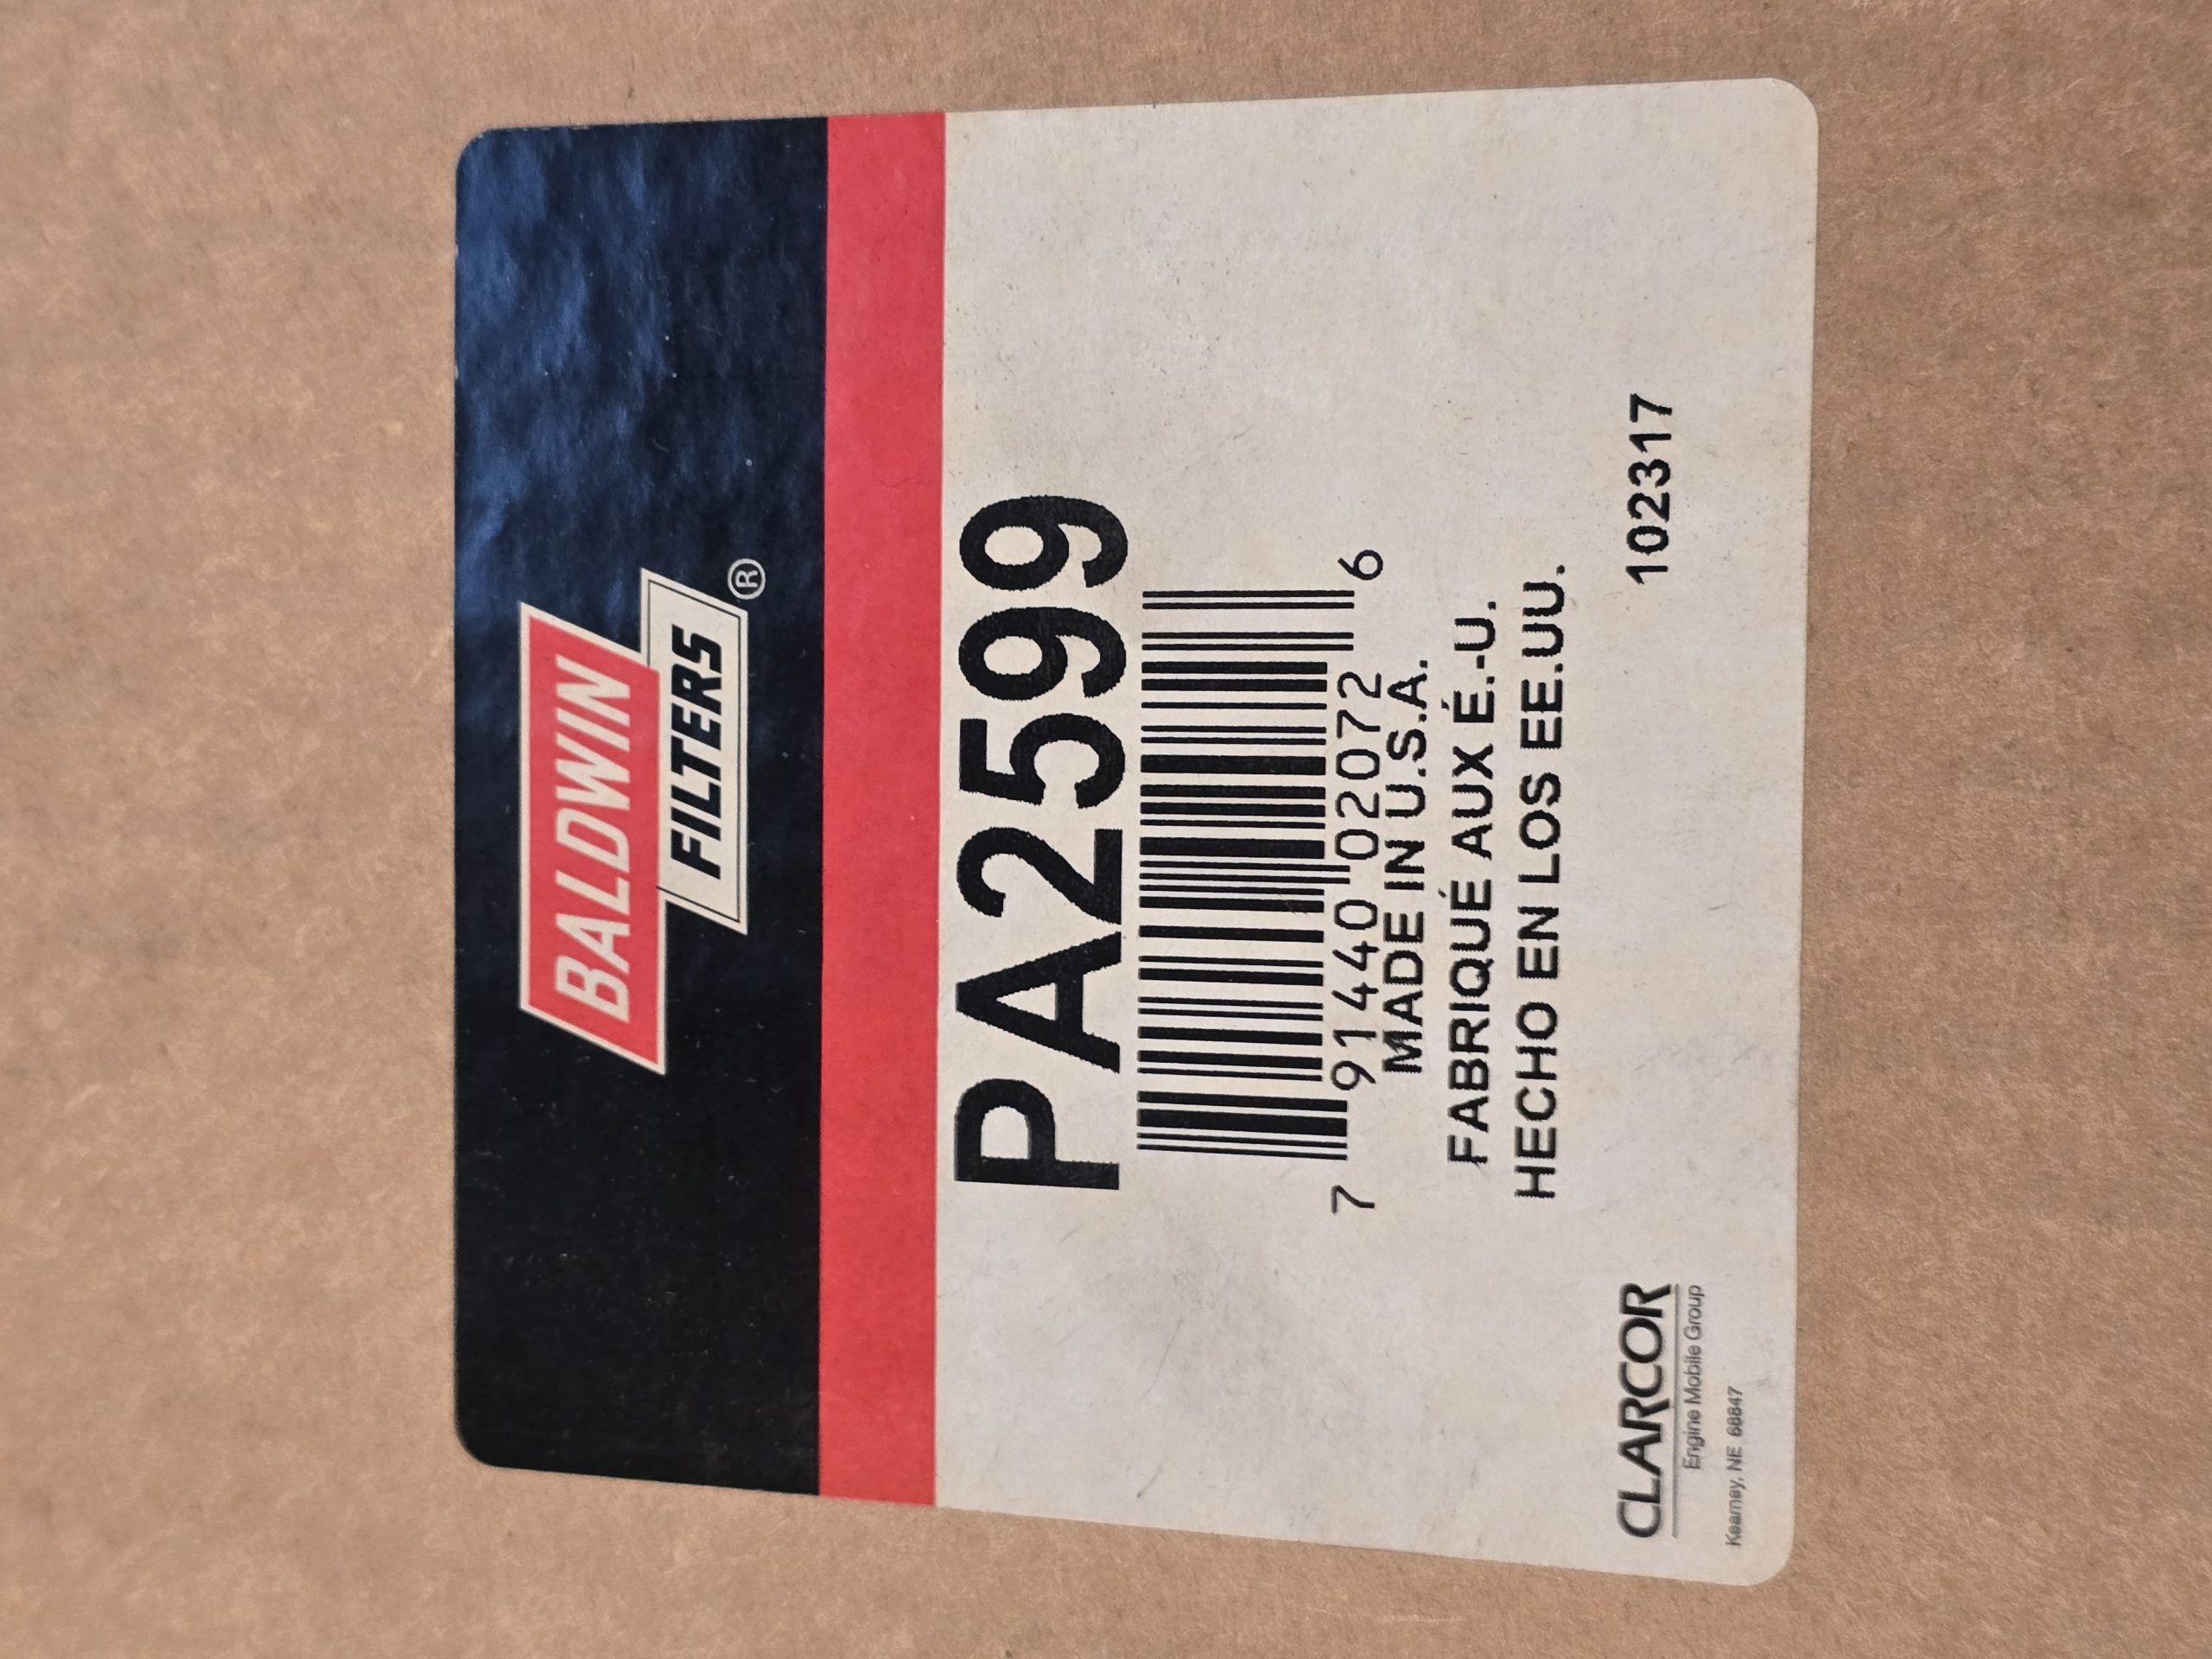 BALDWIN
FILTERS®
PA2599
7 91440 02072 6
MADE IN U.S.A.
FABRIQUÉ AUX É.-U.
HECHO EN LOS EE.UU.
102317
CLARCOR
Engine Mobile Group
Kearney, NE 68847